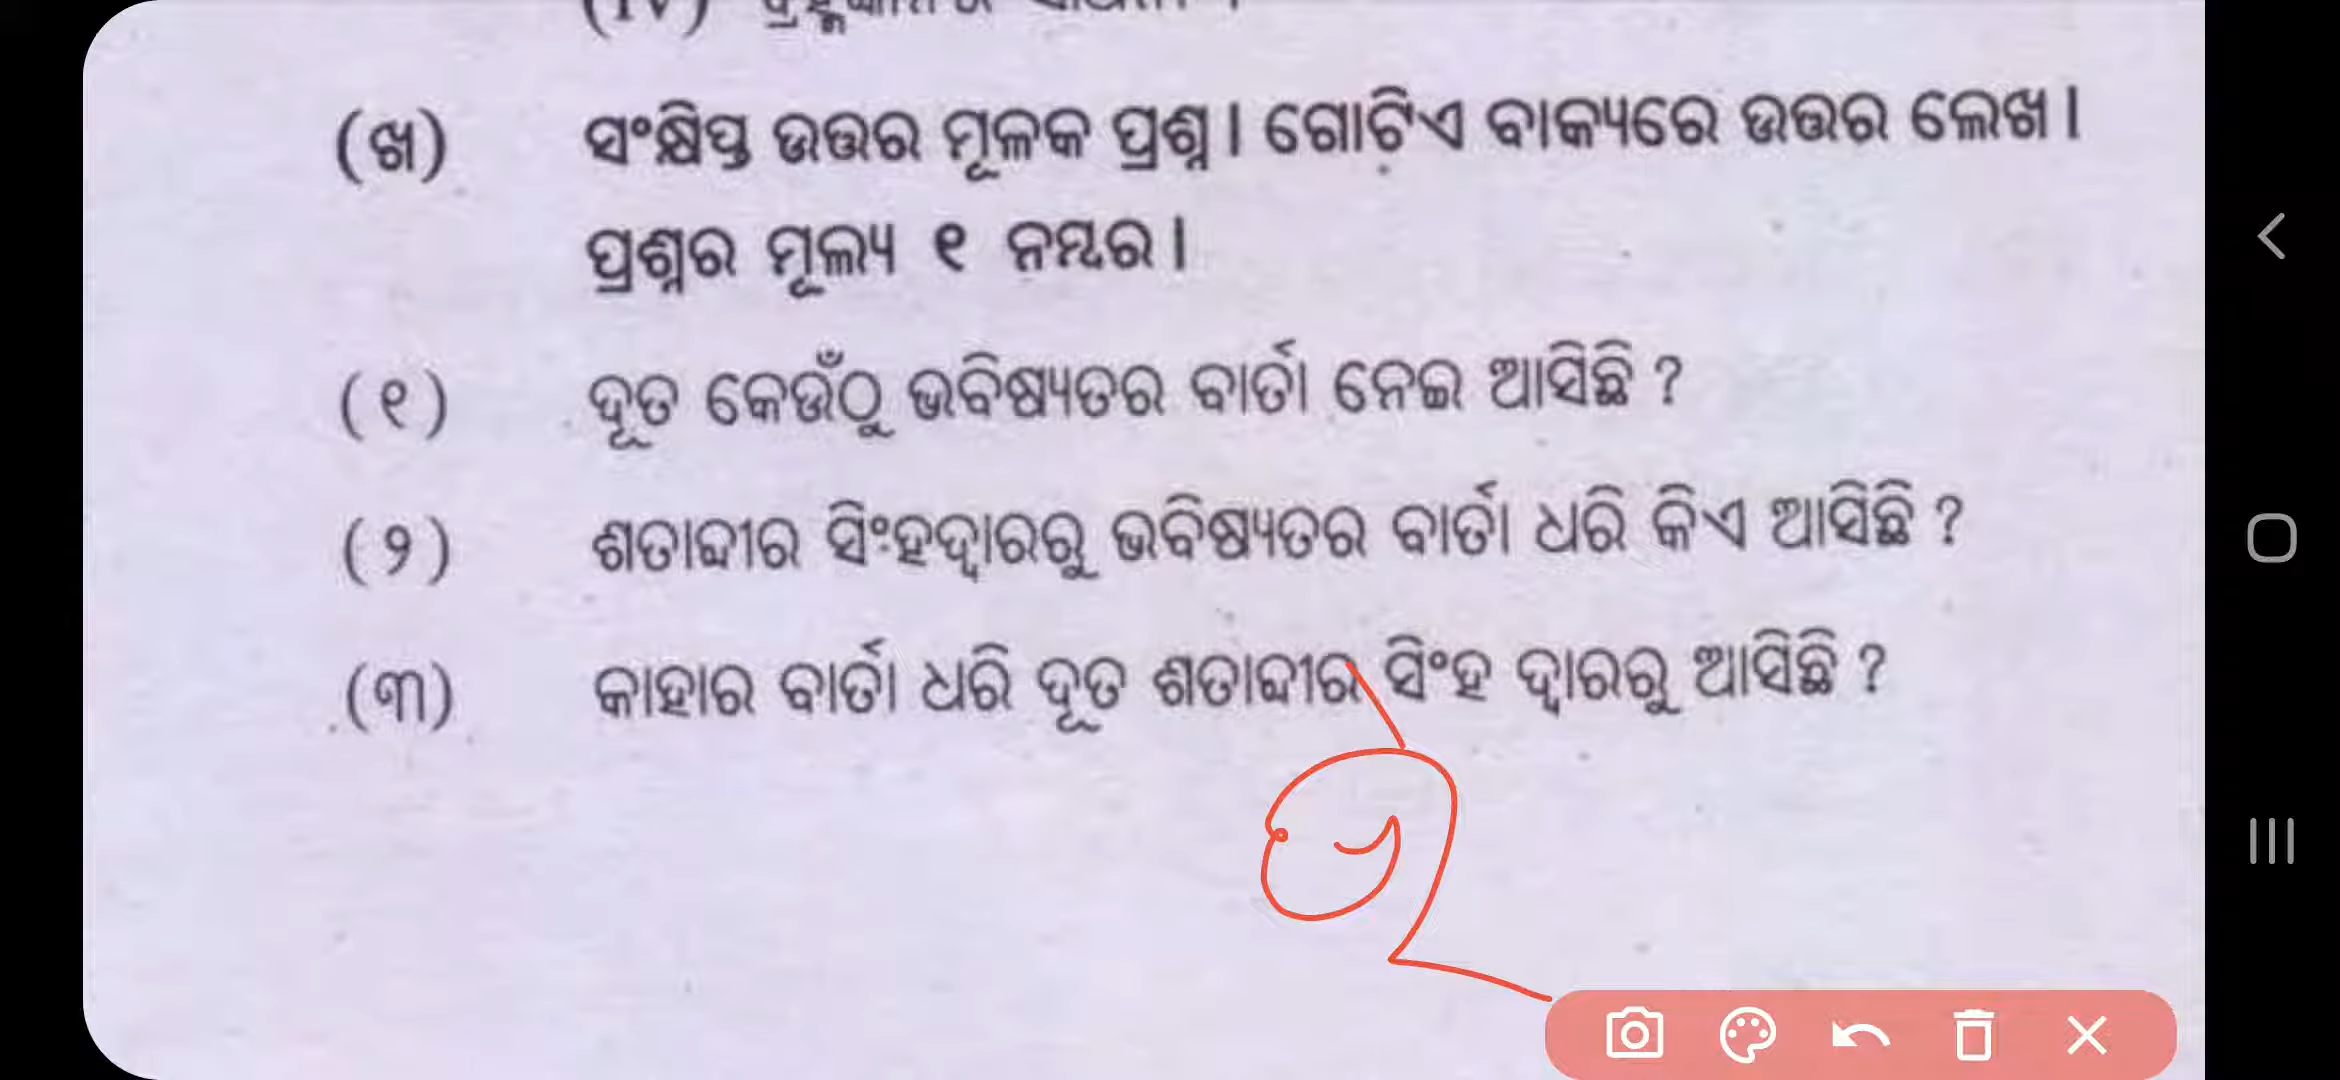 (iv)
(ଖ) ସଂକ୍ଷିପ୍ତ ଉତ୍ତର ମୂଳକ ପ୍ରଶ୍ନ । ଗୋଟିଏ ବାକ୍ୟରେ ଉତ୍ତର ଲେଖ ।
ପ୍ରଶ୍ନର ମୂଲ୍ୟ ୧ ନମ୍ବର ।
(୧) ଦୂତ କେଉଁଠୁ ଭବିଷ୍ୟତର ବାର୍ତା ନେଇ ଆସିଛି ?
(୨) ଶତାବ୍ଦୀର ସିଂହଦ୍ୱାରରୁ ଭବିଷ୍ୟତର ବାର୍ତା ଧରି କିଏ ଆସିଛି ?
(୩) କାହାର ବାର୍ତା ଧରି ଦୂତ ଶତାବ୍ଦୀର ସିଂହ ଦ୍ୱାରରୁ ଆସିଛି ?